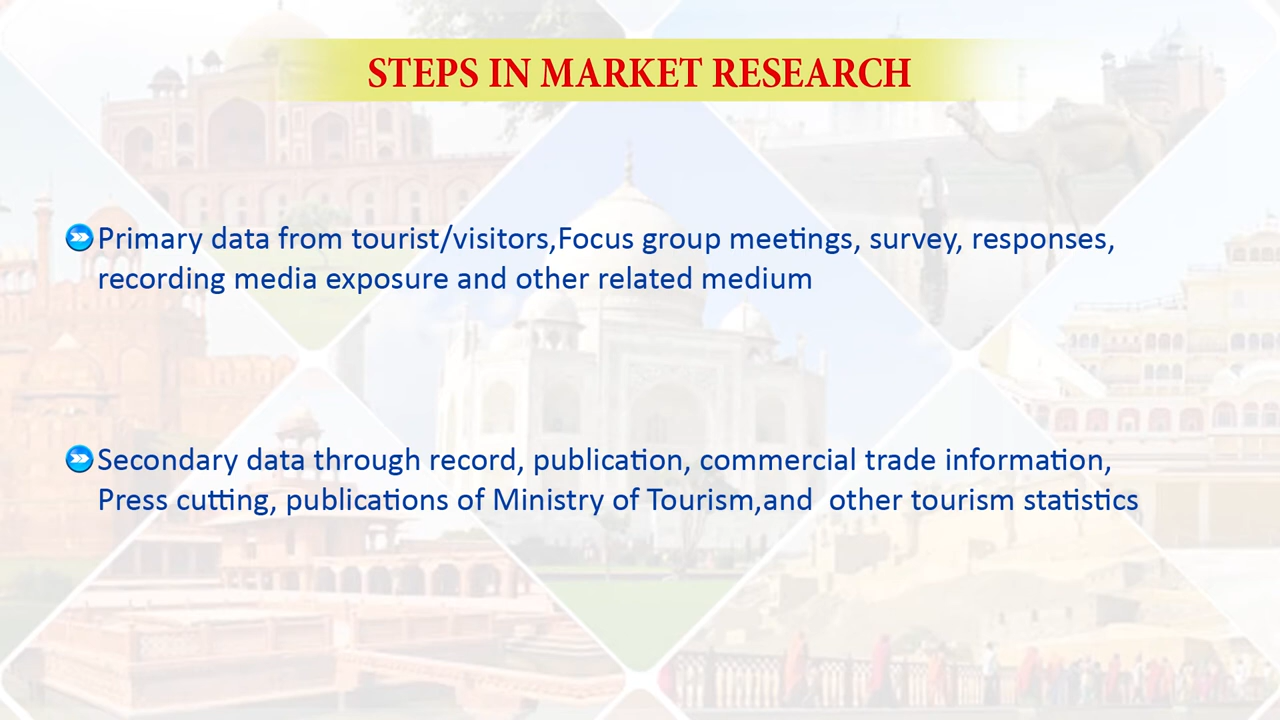 STEPS IN MARKET RESEARCH
Primary data from tourist/visitors,Focus group meetings, survey, responses,
recording media exposure and other related medium
Secondary data through record, publication, commercial trade information,
Press cutting, publications of Ministry of Tourism,and  other tourism statistics